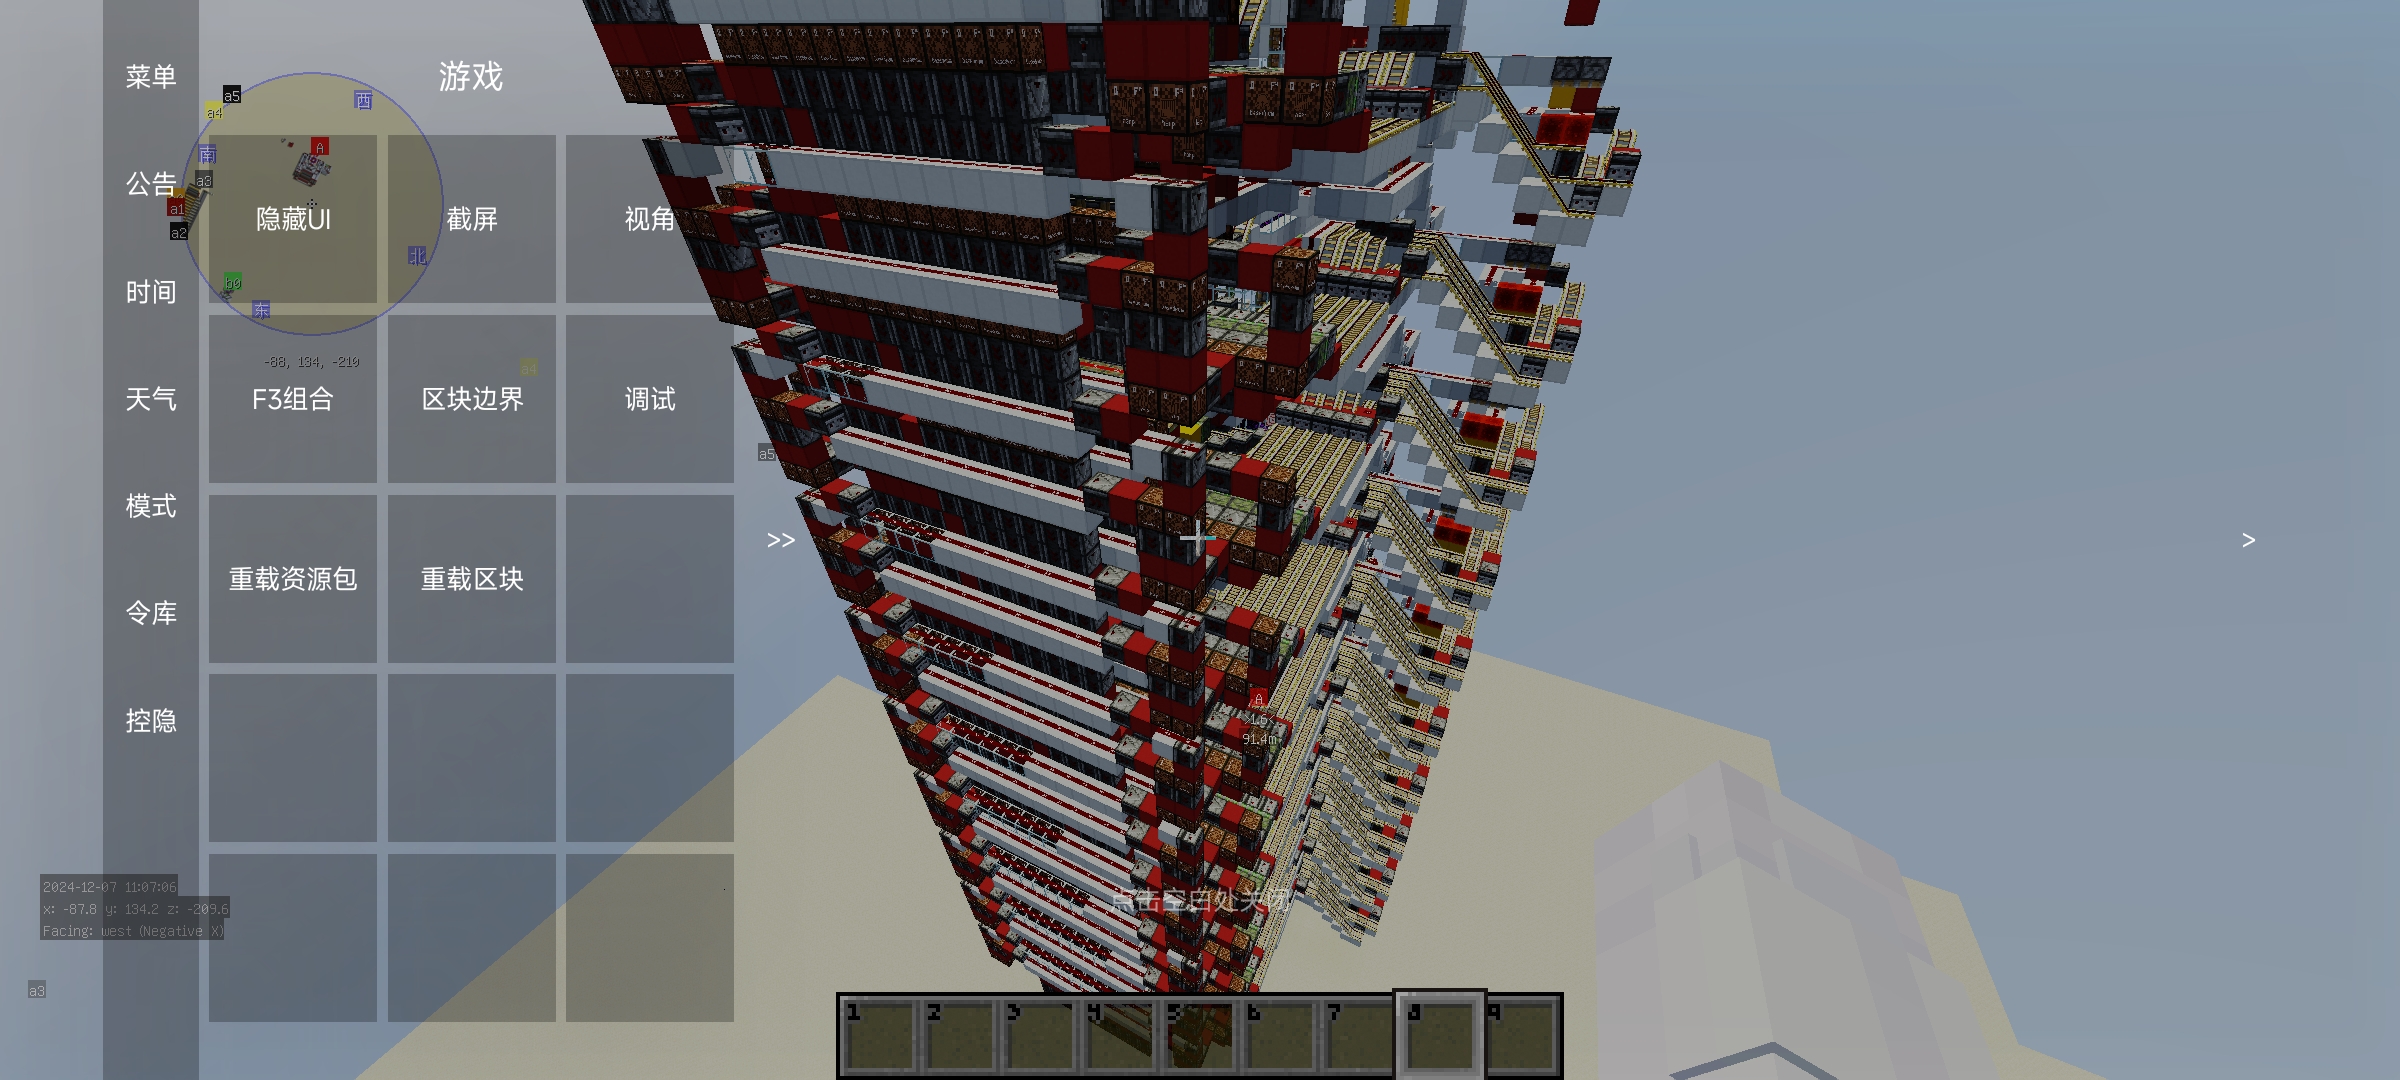 菜单
游戏
a5
a4
西
南
A
公告
a3
a1
a2
隐藏UI
截屏
视角
北
时间
b0
东
-88, 134, -210
a4
天气
F3组合
区块边界
调试
a5
模式
>>
>
重载资源包
重载区块
令库
控隐
A
91.4m
2024-12-07 11:07:06
x: -87.8 y: 134.2 z: -209.6
Facing: west (Negative X)
点击空白处关闭
a3
1 2 3 4 5 6 7 8 9